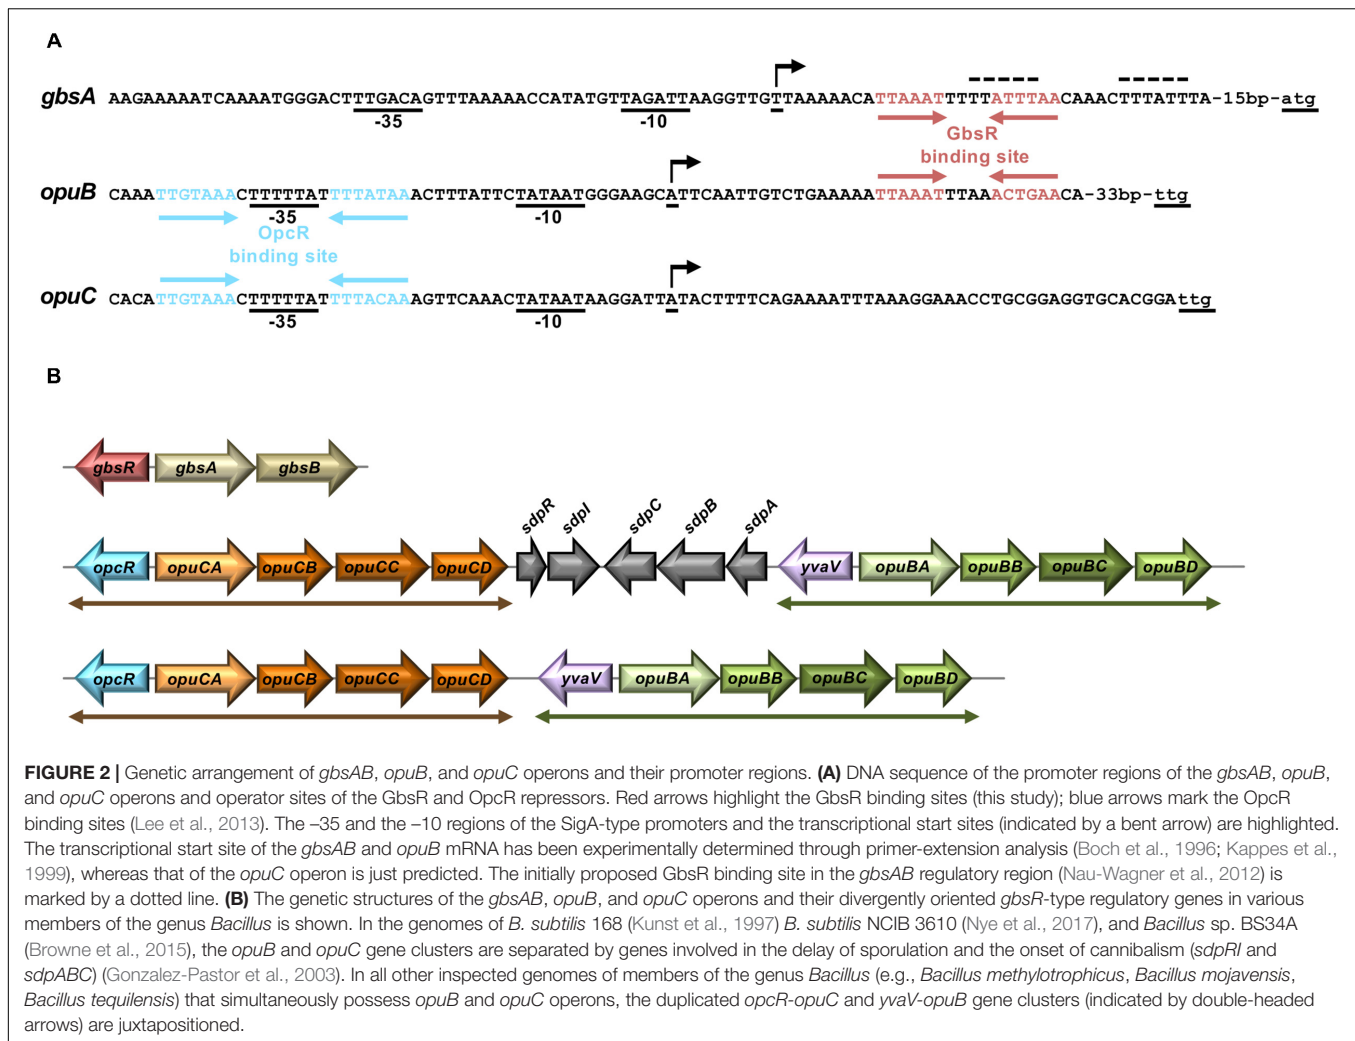 A
gbsA AAGAAAAATCAAAATGGGACTTTGACAGTTTAAAAACCATATGTTAGATTAAGGTTGTTAAAAACATTAAATTTTTATTTAACAAACTTTATTTA-15bp-atg
-35 -10 GbsR
binding site
opuB CAAATTGTAAACTTTTTATTTTATAAACTTTATTCTATAATGGGAAGCATTCAATTGTCTGAAAAATTAAATTTAAACTGAACA-33bp-ttg
-35 -10
OpcR
binding site
opuC CACATTGTAAACTTTTTATTTTACAAAGTTCAAACTATAATAAGGATTATACTTTTCAGAAAATTTAAAGGAAACCTGCGGAGGTGCACGGAttg
-35 -10
B
gbsR gbsA gbsB
sdpR sdpI sdpC sdpB sdpA
opcR opuCA opuCB opuCC opuCD yvaV opuBA opuBB opuBC opuBD
opcR opuCA opuCB opuCC opuCD yvaV opuBA opuBB opuBC opuBD
FIGURE 2 | Genetic arrangement of gbsAB, opuB, and opuC operons and their promoter regions. (A) DNA sequence of the promoter regions of the gbsAB, opuB,
and opuC operons and operator sites of the GbsR and OpcR repressors. Red arrows highlight the GbsR binding sites (this study); blue arrows mark the OpcR
binding sites (Lee et al., 2013). The –35 and the –10 regions of the SigA-type promoters and the transcriptional start sites (indicated by a bent arrow) are highlighted.
The transcriptional start site of the gbsAB and opuB mRNA has been experimentally determined through primer-extension analysis (Boch et al., 1996; Kappes et al.,
1999), whereas that of the opuC operon is just predicted. The initially proposed GbsR binding site in the gbsAB regulatory region (Nau-Wagner et al., 2012) is
marked by a dotted line. (B) The genetic structures of the gbsAB, opuB, and opuC operons and their divergently oriented gbsR-type regulatory genes in various
members of the genus Bacillus is shown. In the genomes of B. subtilis 168 (Kunst et al., 1997) B. subtilis NCIB 3610 (Nye et al., 2017), and Bacillus sp. BS34A
(Browne et al., 2015), the opuB and opuC gene clusters are separated by genes involved in the delay of sporulation and the onset of cannibalism (sdpRI and
sdpABC) (Gonzalez-Pastor et al., 2003). In all other inspected genomes of members of the genus Bacillus (e.g., Bacillus methylotrophicus, Bacillus mojavensis,
Bacillus tequilensis) that simultaneously possess opuB and opuC operons, the duplicated opcR-opuC and yvaV-opuB gene clusters (indicated by double-headed
arrows) are juxtapositioned.